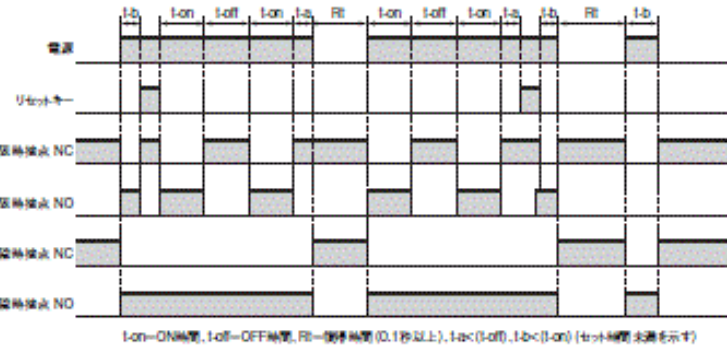 t-b t-on t-off t-on t-a Rt t-on t-off t-on t-a t-b Rt t-b
電源
リセットキー
限時接点 NC
限時接点 NO
瞬時接点 NC
瞬時接点 NO
t-on=ON時間, t-off=OFF時間, Rt=復帰時間(0.1秒以上), t-a<(t-off), t-b<(t-on) (セット時間未満を示す)